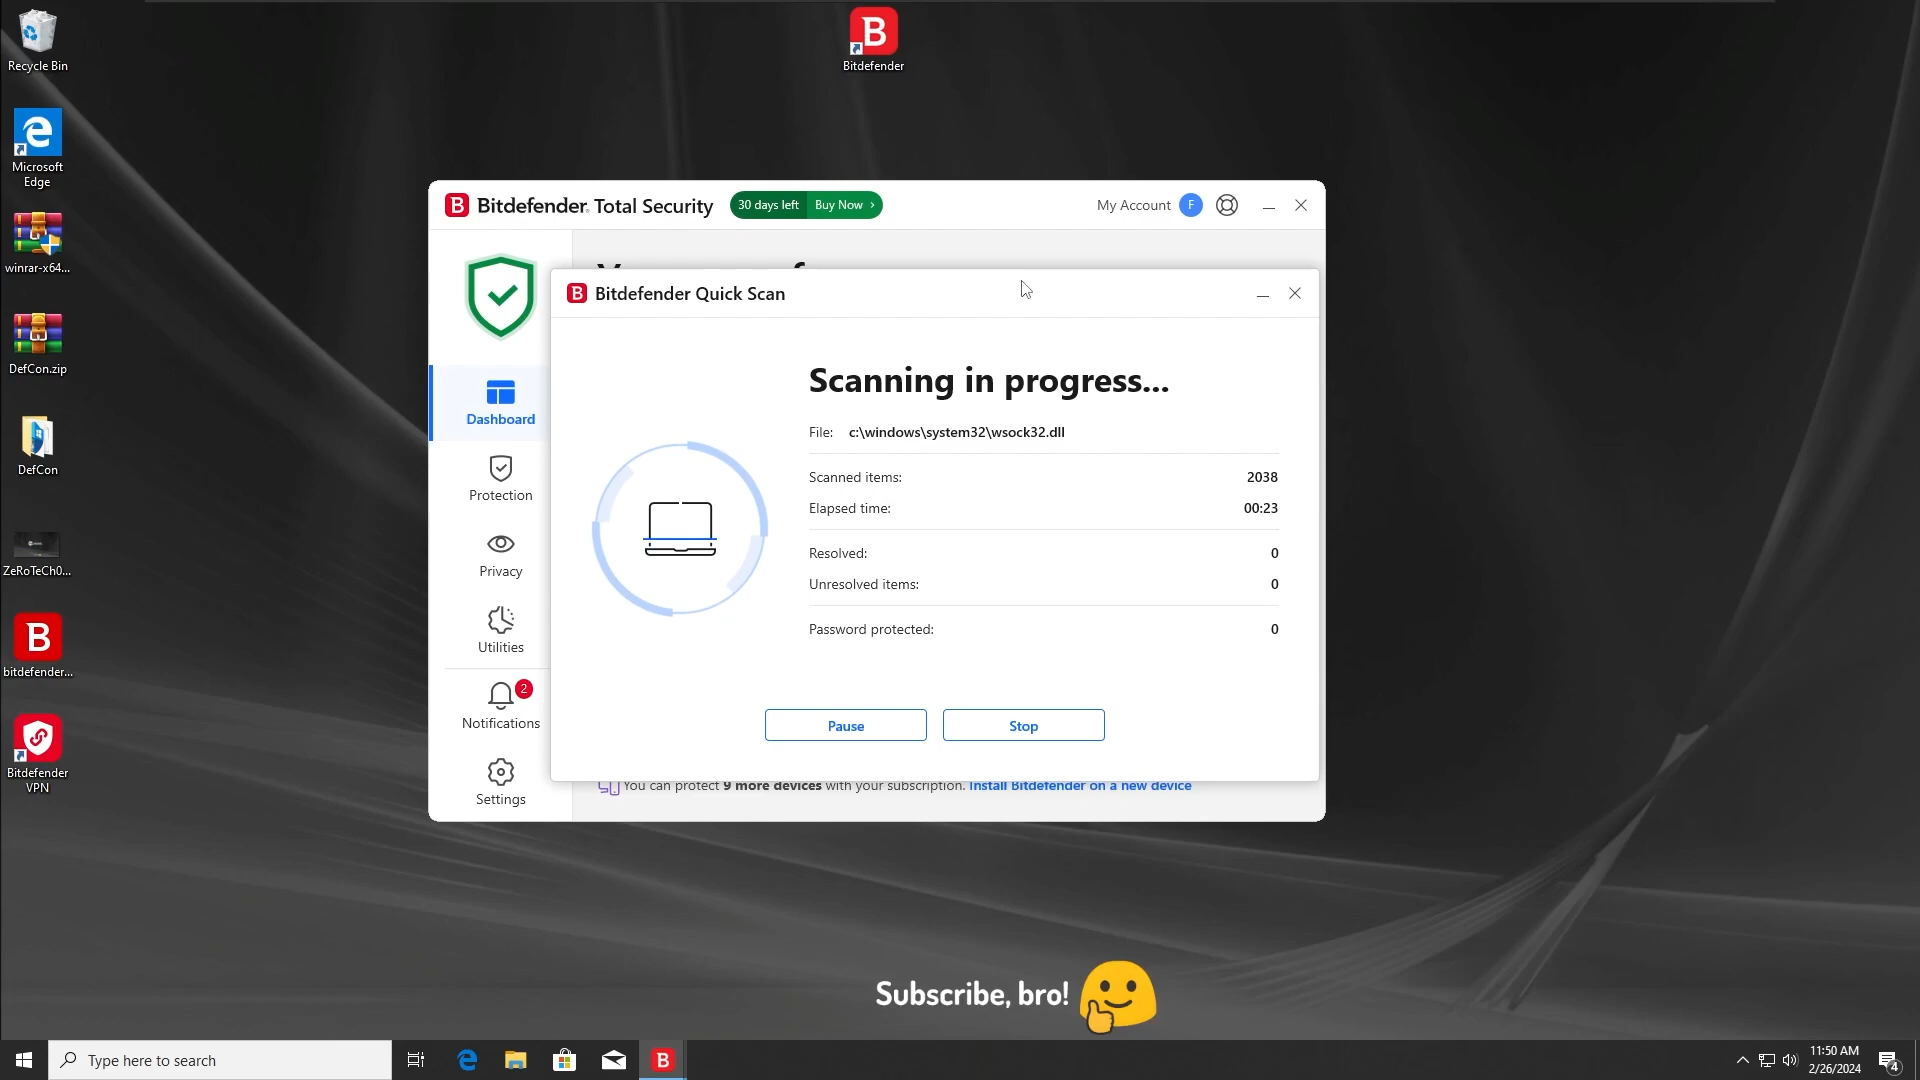 Recycle Bin
Microsoft
Edge
winrar-x64...
DefCon.zip
DefCon
ZeRoTeCh0...
bitdefender...
Bitdefender
VPN
Bitdefender
Bitdefender Total Security
30 days left
Buy Now ›
My Account
F
Dashboard
Protection
Privacy
Utilities
2
Notifications
Settings
Bitdefender Quick Scan
Scanning in progress...
File: c:\windows\system32\wsock32.dll
Scanned items: 2038
Elapsed time: 00:23
Resolved: 0
Unresolved items: 0
Password protected: 0
Pause
Stop
You can protect 9 more devices with your subscription. Install Bitdefender on a new device
Subscribe, bro!
Type here to search
11:50 AM
2/26/2024
4